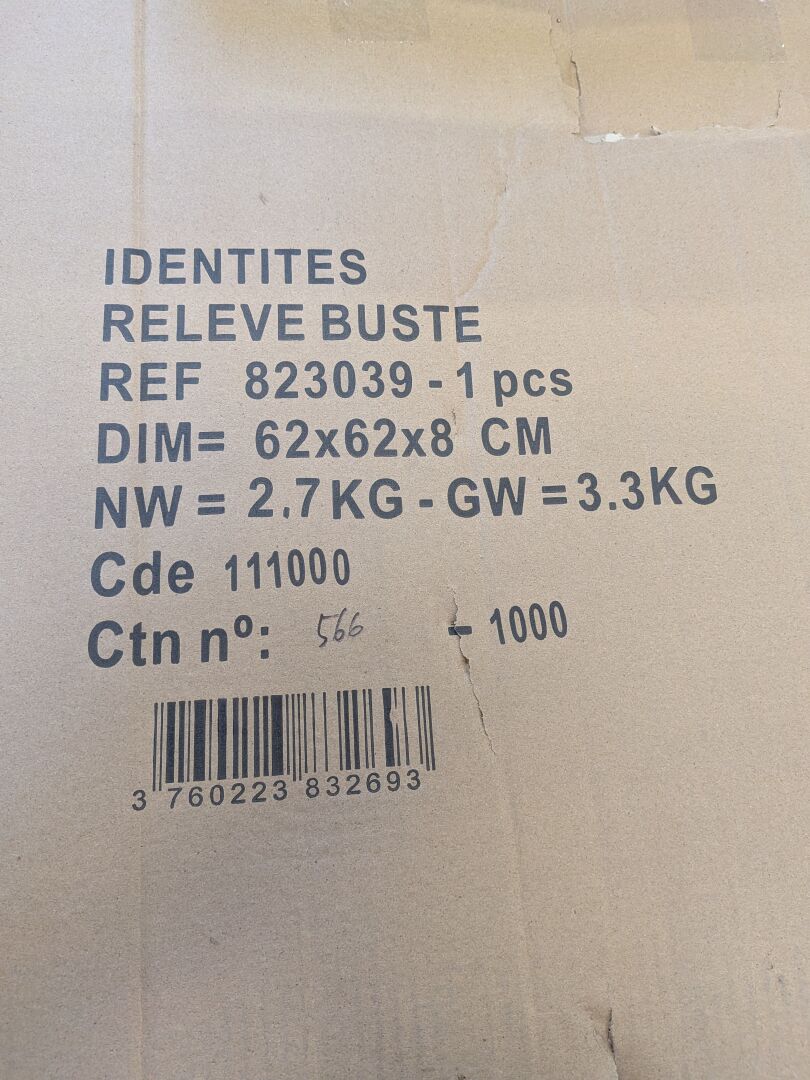 IDENTITES
RELEVE BUSTE
REF 823039 - 1 pcs
DIM= 62x62x8 CM
NW = 2.7KG - GW = 3.3KG
Cde 111000
Ctn nº: 566 - 1000
3 760223 832693